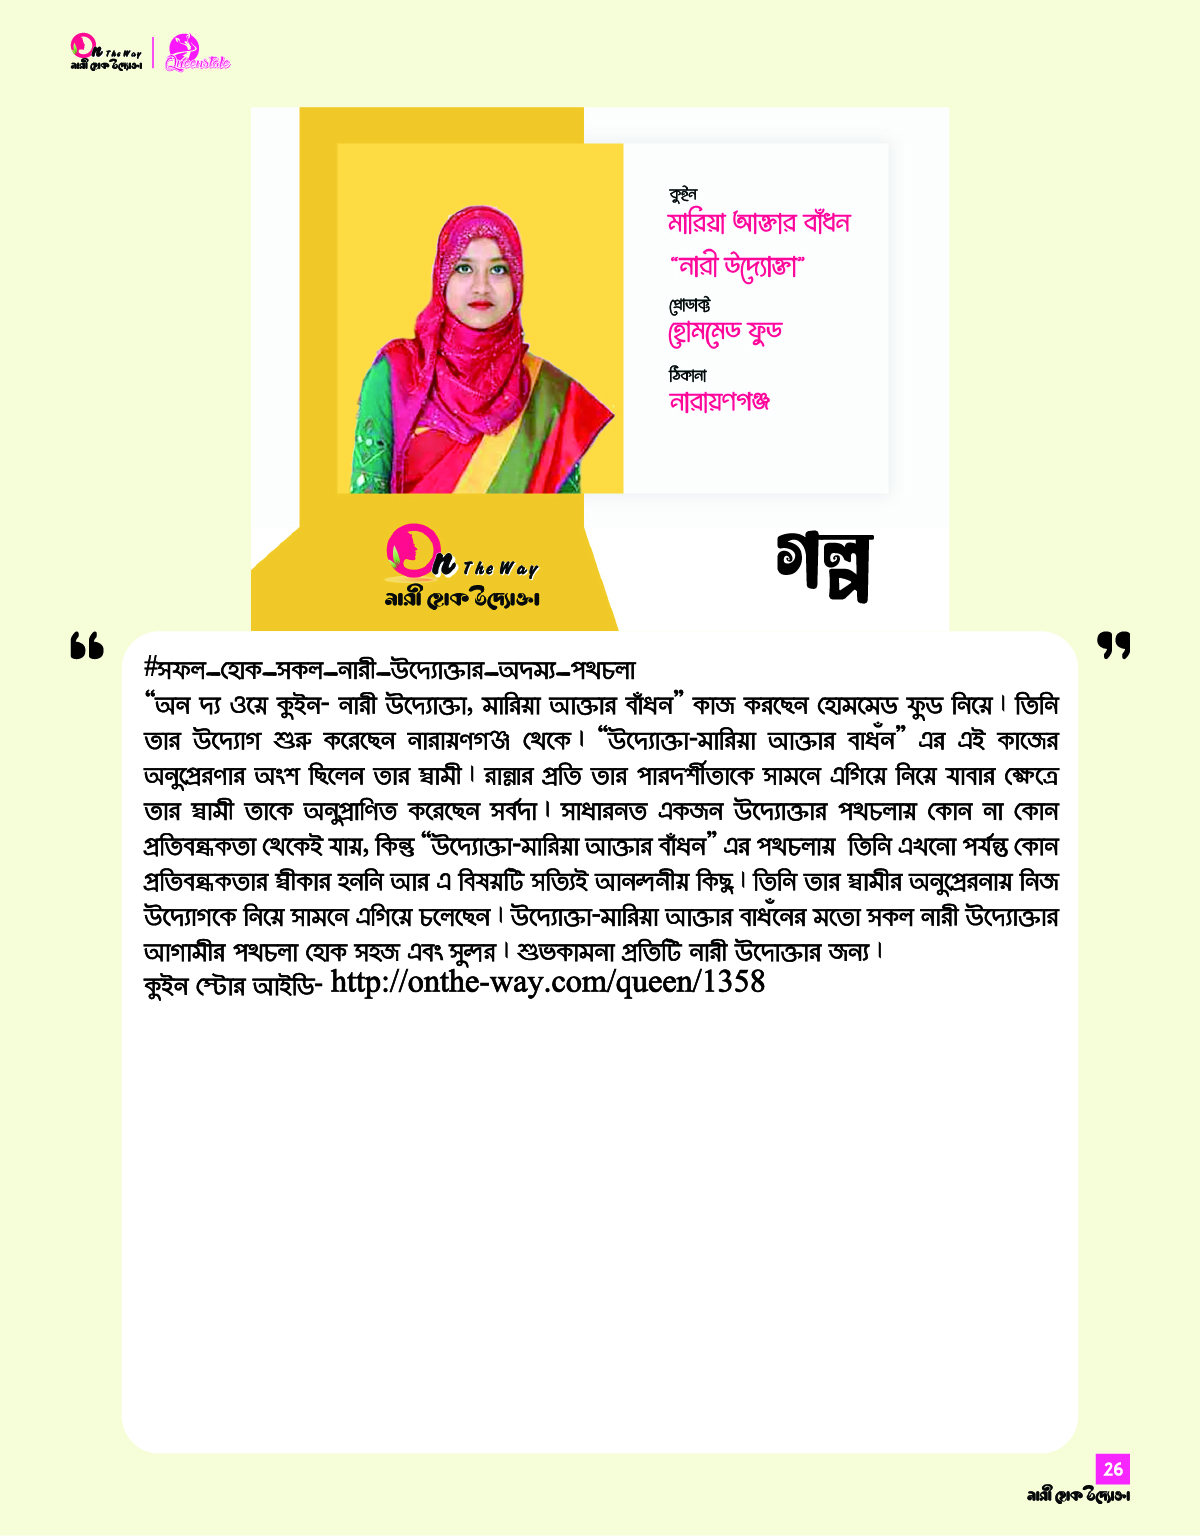 On The Way
নারী হোক উদ্যোক্তা
Queenstale
কুইন
মারিয়া আক্তার বাঁধন
“নারী উদ্যোক্তা”
প্রোডাক্ট
হোমমেড ফুড
ঠিকানা
নারায়ণগঞ্জ
On The Way
নারী হোক উদ্যোক্তা
গল্প
#সফল_হোক_সকল_নারী_উদ্যোক্তার_অদম্য_পথচলা
“অন দ্য ওয়ে কুইন- নারী উদ্যোক্তা, মারিয়া আক্তার বাঁধন” কাজ করছেন হোমমেড ফুড নিয়ে। তিনি
তার উদ্যোগ শুরু করেছেন নারায়ণগঞ্জ থেকে। “উদ্যোক্তা-মারিয়া আক্তার বাধঁন” এর এই কাজের
অনুপ্রেরণার অংশ ছিলেন তার স্বামী। রান্নার প্রতি তার পারদর্শীতাকে সামনে এগিয়ে নিয়ে যাবার ক্ষেত্রে
তার স্বামী তাকে অনুপ্রাণিত করেছেন সর্বদা। সাধারনত একজন উদ্যোক্তার পথচলায় কোন না কোন
প্রতিবন্ধকতা থেকেই যায়, কিন্তু “উদ্যোক্তা-মারিয়া আক্তার বাঁধন” এর পথচলায় তিনি এখনো পর্যন্ত কোন
প্রতিবন্ধকতার স্বীকার হননি আর এ বিষয়টি সত্যিই আনন্দনীয় কিছু। তিনি তার স্বামীর অনুপ্রেরনায় নিজ
উদ্যোগকে নিয়ে সামনে এগিয়ে চলেছেন। উদ্যোক্তা-মারিয়া আক্তার বাধঁনের মতো সকল নারী উদ্যোক্তার
আগামীর পথচলা হোক সহজ এবং সুন্দর। শুভকামনা প্রতিটি নারী উদোক্তার জন্য।
কুইন স্টোর আইডি- http://onthe-way.com/queen/1358
26
নারী হোক উদ্যোক্তা